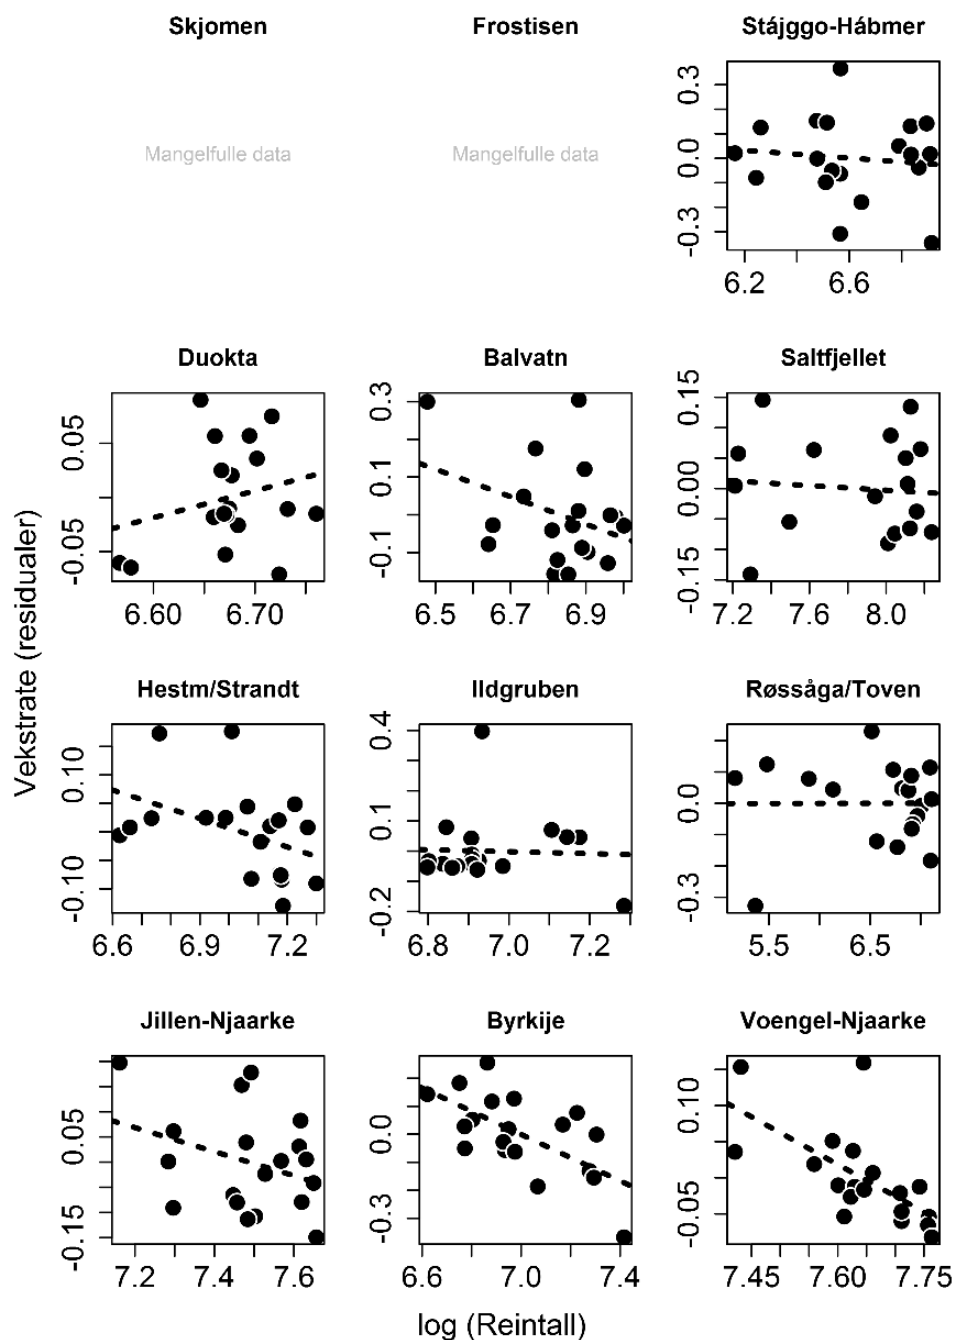 Skjomen
Frostisen
Stájggo-Hábmer
Mangelfulle data
Mangelfulle data
0.3
0.0
-0.3
6.2 6.6
Duokta
Balvatn
Saltfjellet
0.05
-0.05
6.60 6.70
0.3
0.1
-0.1
6.5 6.7 6.9
0.15
0.00
-0.15
7.2 7.6 8.0
Hestm/Strandt
Ildgruben
Røssåga/Toven
0.10
-0.10
6.6 6.9 7.2
0.4
0.1
-0.2
6.8 7.0 7.2
0.0
-0.3
5.5 6.5
Jillen-Njaarke
Byrkije
Voengel-Njaarke
0.05
-0.15
7.2 7.4 7.6
0.0
-0.3
6.6 7.0 7.4
0.10
-0.05
7.45 7.60 7.75
Vekstrate (residualer)
log (Reintall)